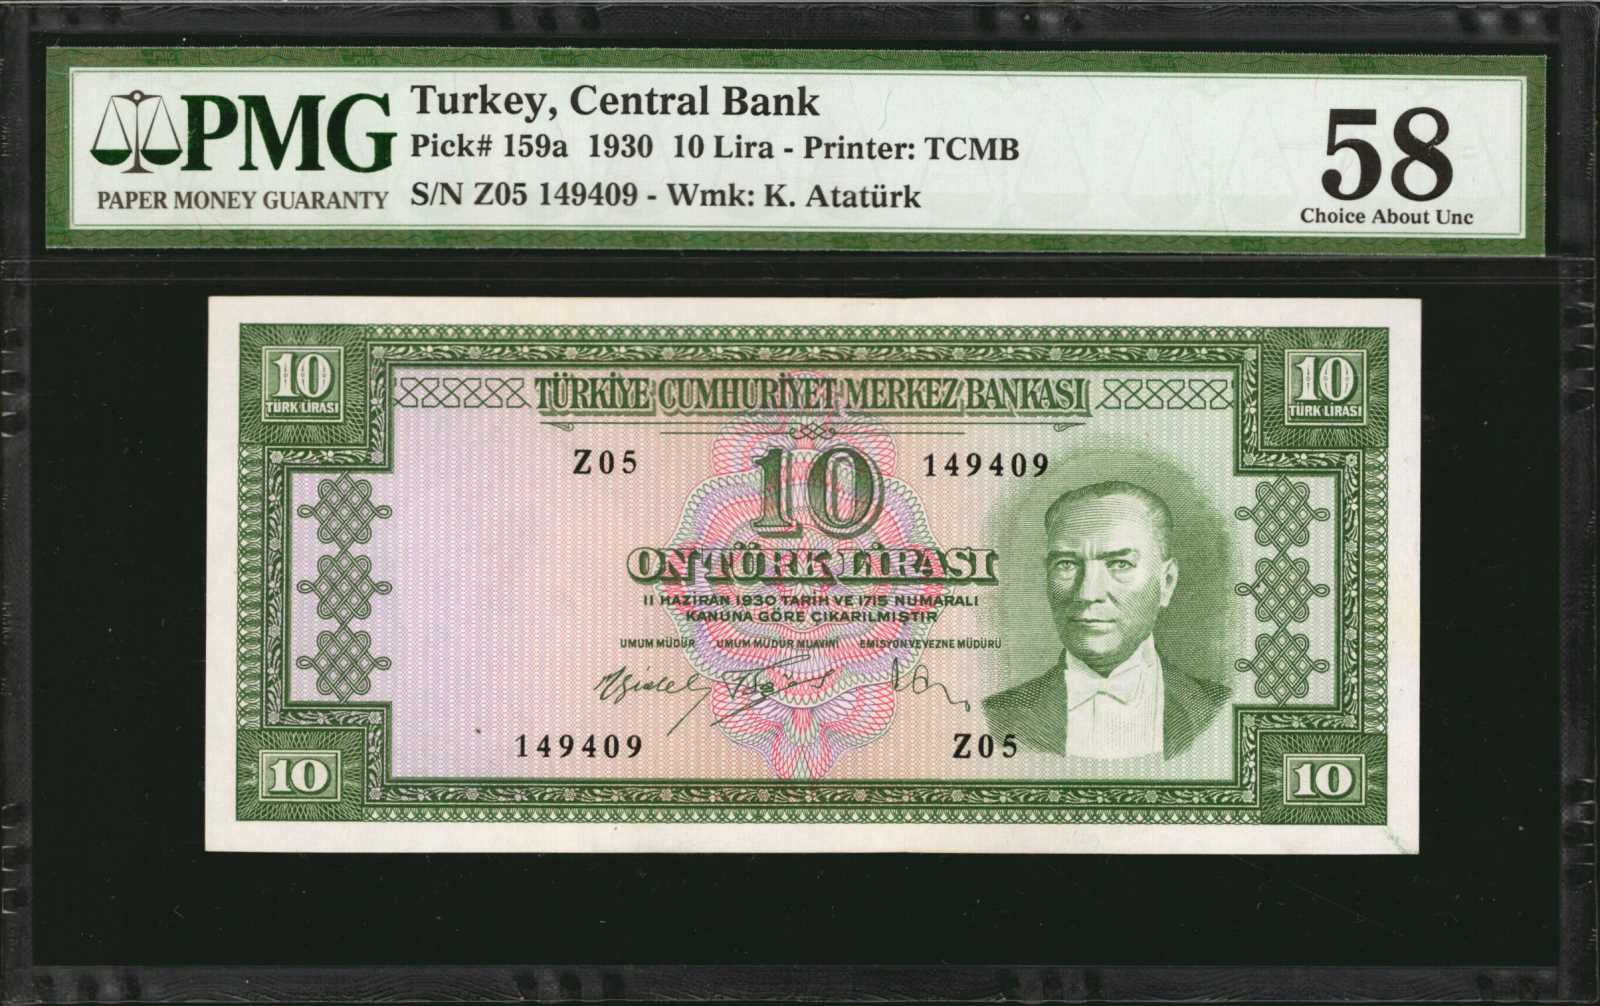 PMG
PAPER MONEY GUARANTY
Turkey, Central Bank
Pick# 159a 1930 10 Lira - Printer: TCMB
S/N Z05 149409 - Wmk: K. Atatürk
58
Choice About Unc
10
TÜRK LİRASI
TÜRKİYE CUMHURİYET MERKEZ BANKASI
10
TÜRK LİRASI
Z05
10
149409
ON TÜRK LİRASI
11 HAZİRAN 1930 TARİH VE 1715 NUMARALI
KANUNA GÖRE ÇIKARILMIŞTIR
UMUM MÜDÜR UMUM MÜDÜR MUAVİNİ EMİSYON VE VEZNE MÜDÜRÜ
149409
Z05
10
10